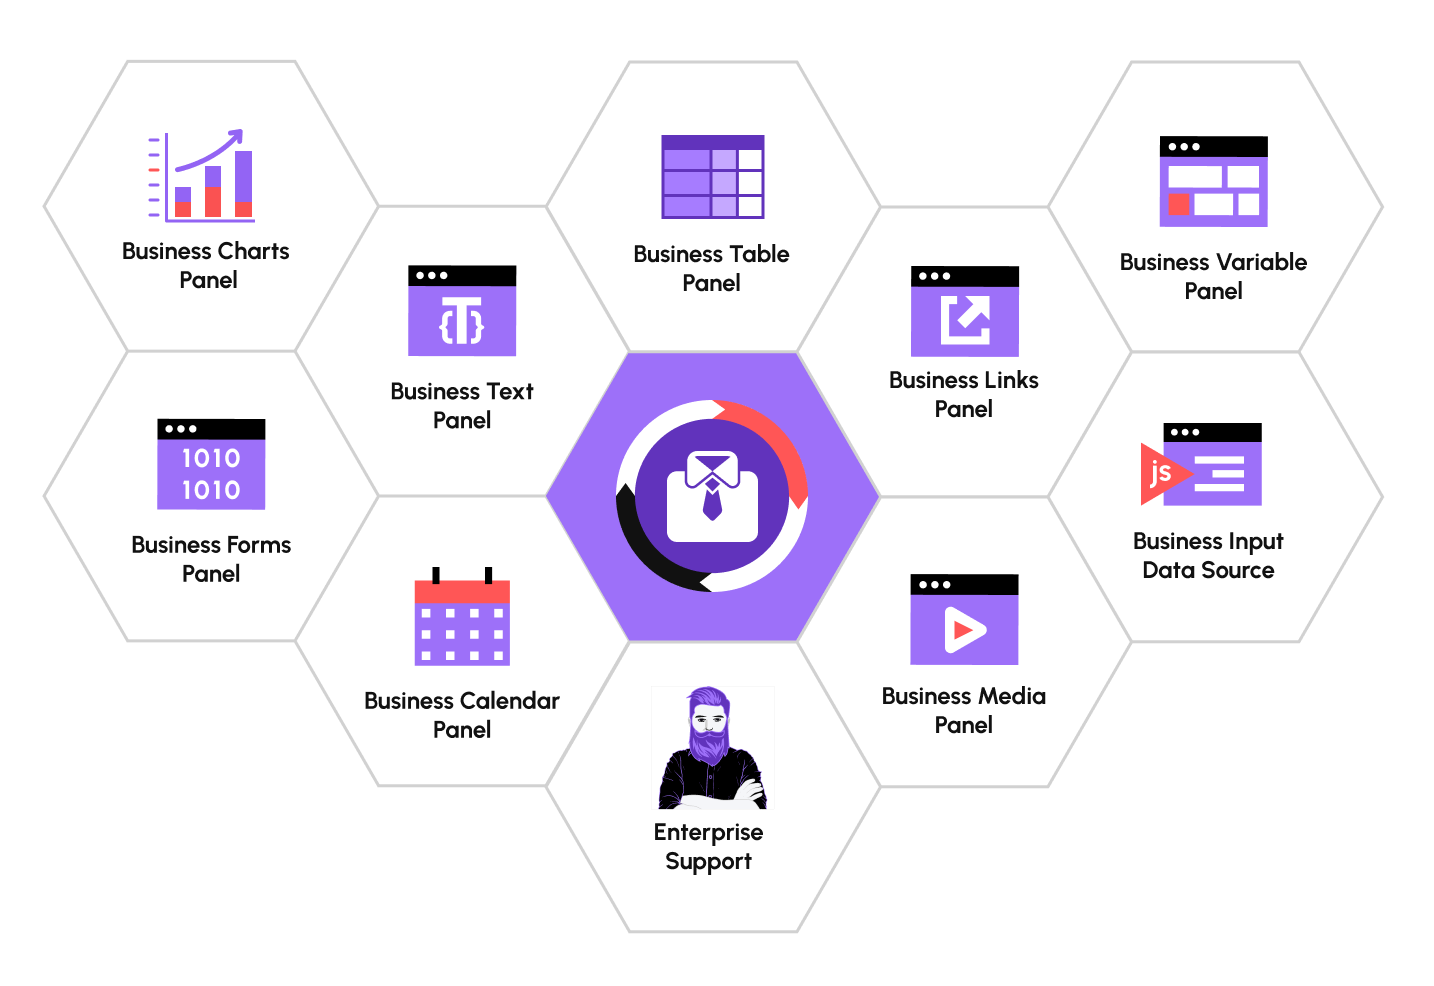 Business Charts
Panel
Business Table
Panel
Business Variable
Panel
{T}
Business Text
Panel
Business Links
Panel
1010
1010
Business Forms
Panel
js
Business Input
Data Source
Business Calendar
Panel
Business Media
Panel
Enterprise
Support